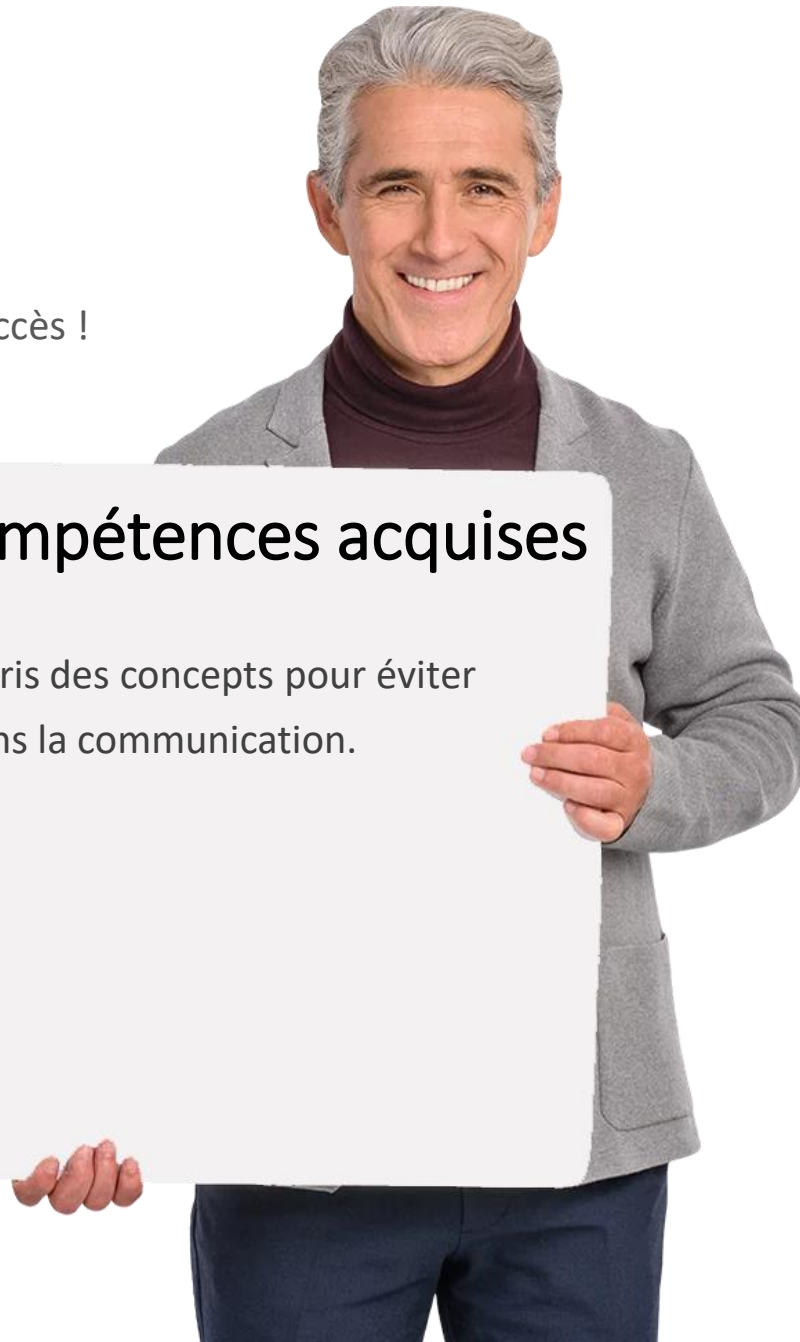 ccès !
mpétences acquises
ris des concepts pour éviter
ns la communication.